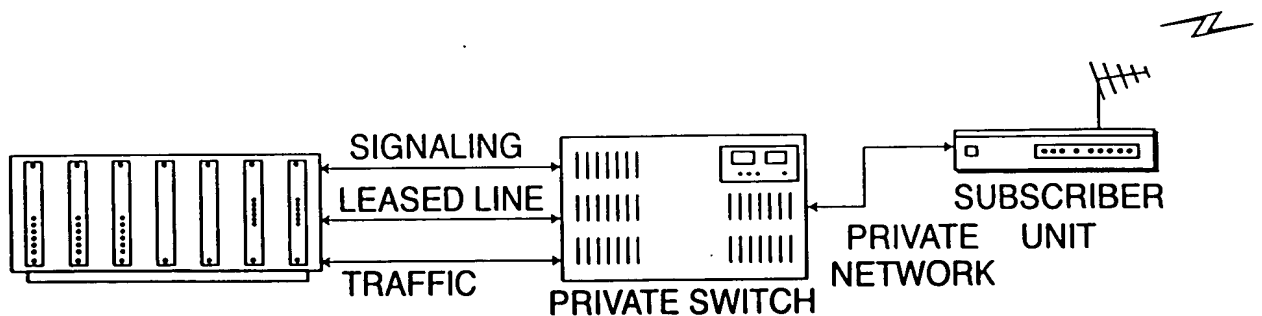 SIGNALING
LEASED LINE
TRAFFIC
PRIVATE SWITCH
PRIVATE
NETWORK
SUBSCRIBER
UNIT